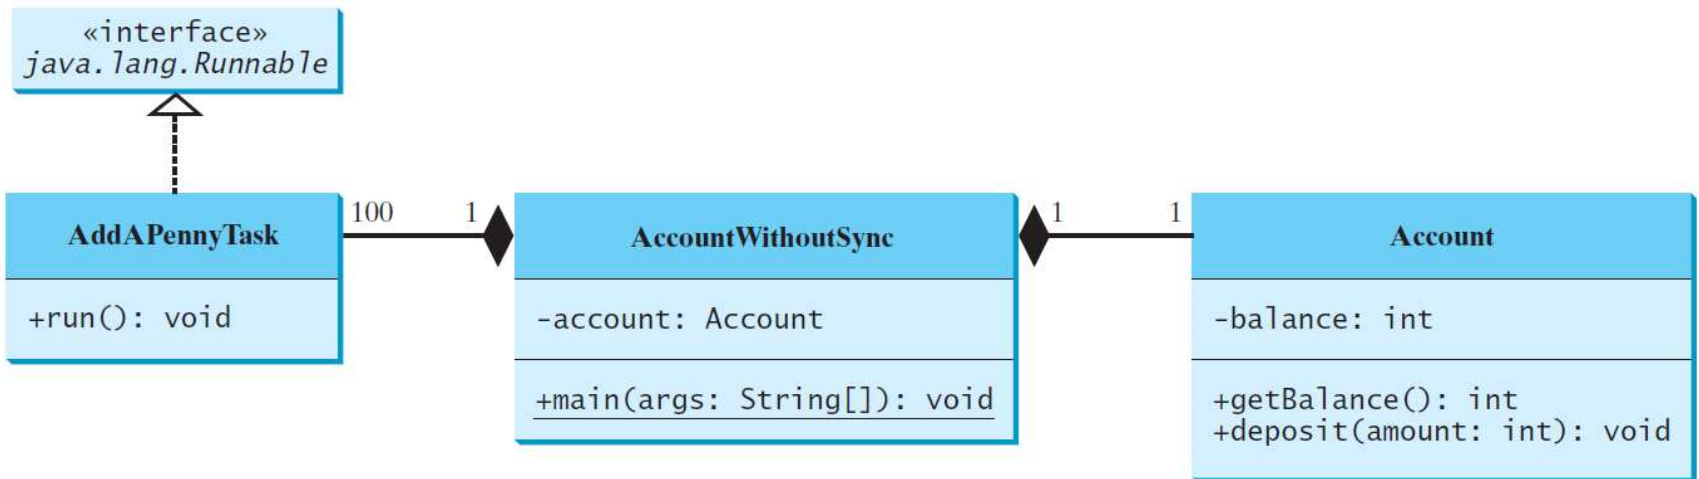 «interface»
java.lang.Runnable
AddAPennyTask
+run(): void
100
1
AccountWithoutSync
-account: Account
+main(args: String[]): void
1
1
Account
-balance: int
+getBalance(): int
+deposit(amount: int): void